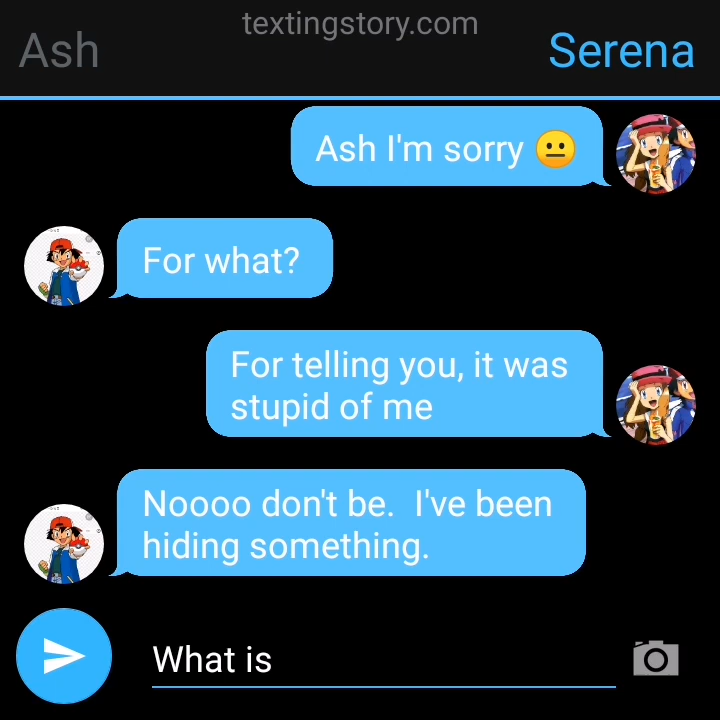 textingstory.com
Ash
Serena
Ash I'm sorry 😐
For what?
For telling you, it was
stupid of me
Noooo don't be.  I've been
hiding something.
What is